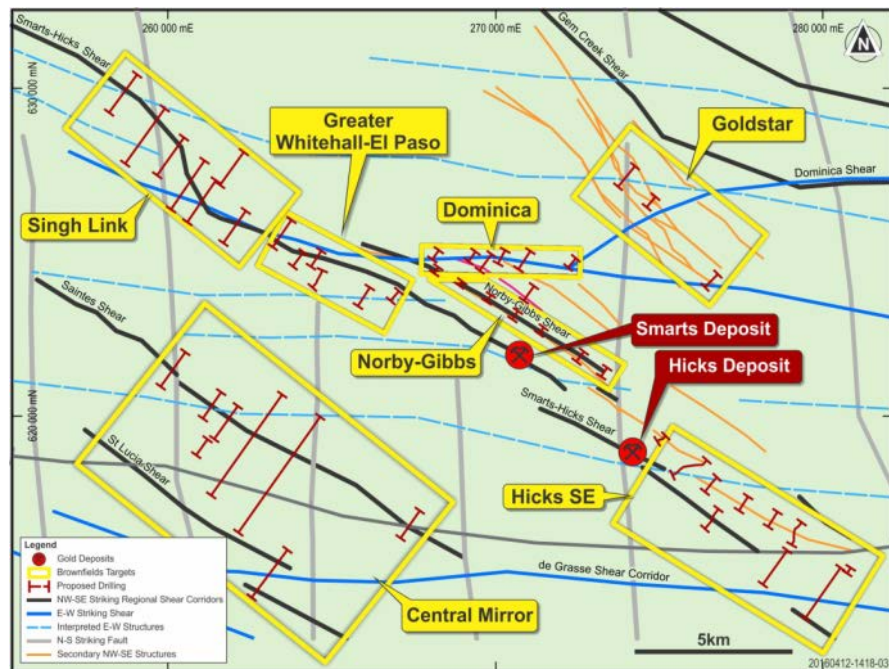 260 000 mE
270 000 mE
280 000 mE
N
Smarts-Hicks Shear
Gem Creek Shear
630 000 mN
Greater
Whitehall-El Paso
Goldstar
Dominica Shear
Singh Link
Dominica
Saintes Shear
Norby-Gibbs Shear
Smarts Deposit
Norby-Gibbs
Hicks Deposit
Smarts-Hicks Shear
620 000 mN
St Lucia Shear
Hicks SE
de Grasse Shear Corridor
Central Mirror
Legend
Gold Deposits
Brownfields Targets
Proposed Drilling
NW-SE Striking Regional Shear Corridors
E-W Striking Shear
Interpreted E-W Structures
N-S Striking Fault
Secondary NW-SE Structures
5km
20160412-1418-03